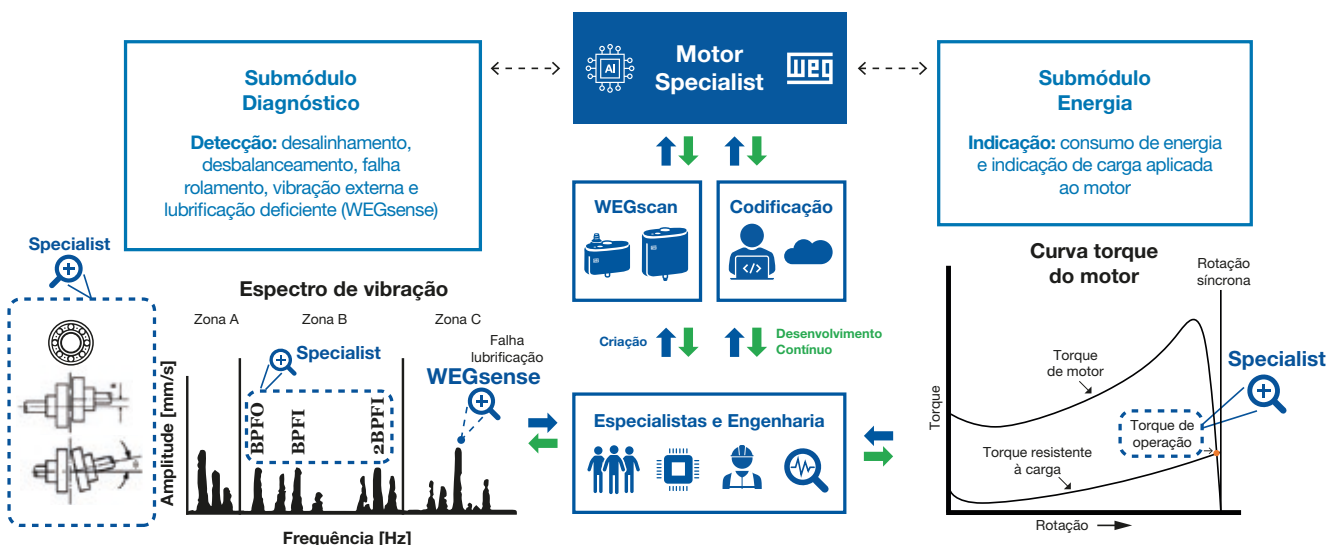 Submódulo
Diagnóstico
Detecção: desalinhamento,
desbalanceamento, falha
rolamento, vibração externa e
lubrificação deficiente (WEGsense)
AI
Motor
Specialist
WEG
Submódulo
Energia
Indicação: consumo de energia
e indicação de carga aplicada
ao motor
WEGscan
Codificação
</>
Criação
Desenvolvimento
Contínuo
Especialistas e Engenharia
Specialist
Espectro de vibração
Zona A
Zona B
Zona C
Specialist
Falha
lubrificação
WEGsense
BPFO
BPFI
2BPFI
Amplitude [mm/s]
Frequência [Hz]
Curva torque
do motor
Rotação
síncrona
Torque
de motor
Specialist
Torque de
operação
Torque resistente
à carga
Torque
Rotação